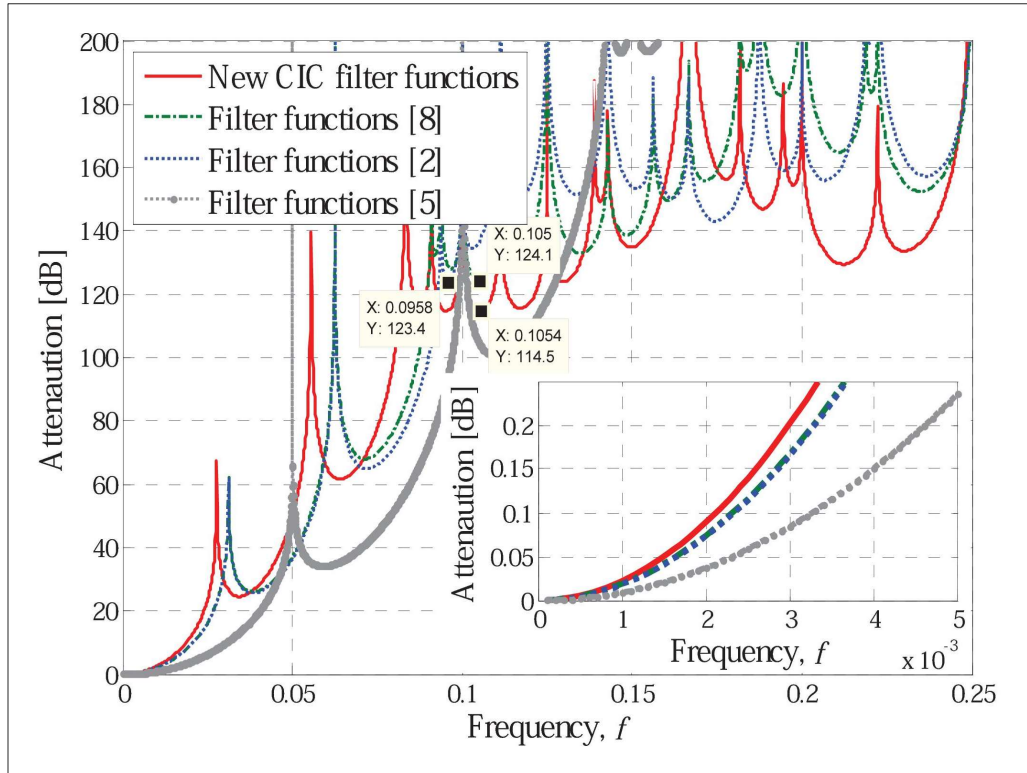 200
180
160
140
120
100
80
60
40
20
0
Attenaution [dB]
New CIC filter functions
Filter functions [8]
Filter functions [2]
Filter functions [5]
X: 0.105
Y: 124.1
X: 0.0958
Y: 123.4
X: 0.1054
Y: 114.5
0.2
0.15
0.1
0.05
0
Attenaution [dB]
0 1 2 3 4 5
Frequency, f
x 10-3
0 0.05 0.1 0.15 0.2 0.25
Frequency, f